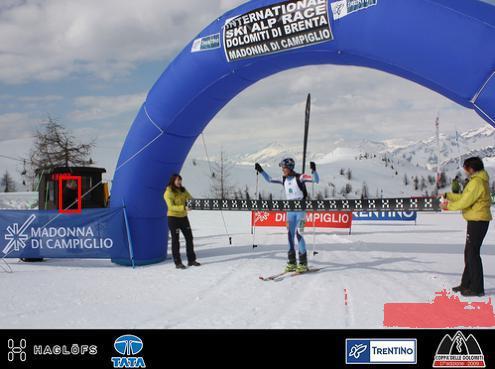 INTERNATIONAL
SKI ALP RACE
DOLOMITI DI BRENTA
MADONNA DI CAMPIGLIO
MADONNA
DI CAMPIGLIO
DI CAMPIGLIO
TRENTINO
HAGLÖFS
TATA
TRENTINO
COPPIE DELLE DOLOMITI